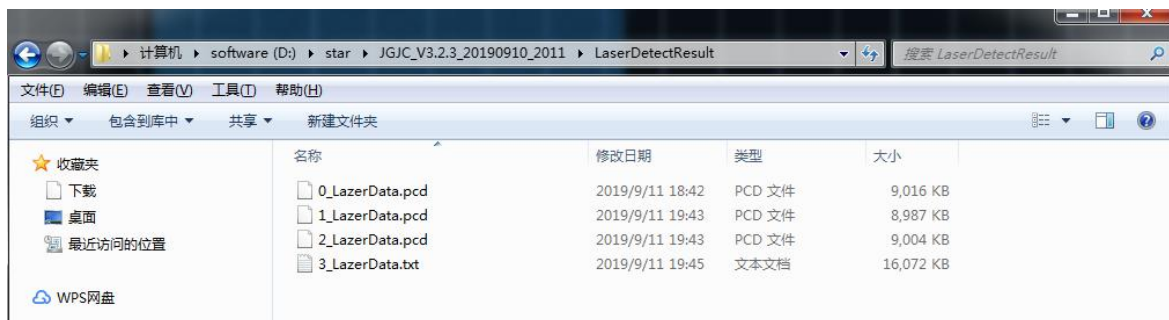 计算机 ▸ software (D:) ▸ star ▸ JGJC_V3.2.3_20190910_2011 ▸ LaserDetectResult 搜索 LaserDetectResult
文件(F) 编辑(E) 查看(V) 工具(T) 帮助(H)
组织 包含到库中 共享 新建文件夹
收藏夹
下载
桌面
最近访问的位置
WPS网盘
名称 修改日期 类型 大小
0_LazerData.pcd 2019/9/11 18:42 PCD 文件 9,016 KB
1_LazerData.pcd 2019/9/11 19:43 PCD 文件 8,987 KB
2_LazerData.pcd 2019/9/11 19:43 PCD 文件 9,004 KB
3_LazerData.txt 2019/9/11 19:45 文本文档 16,072 KB